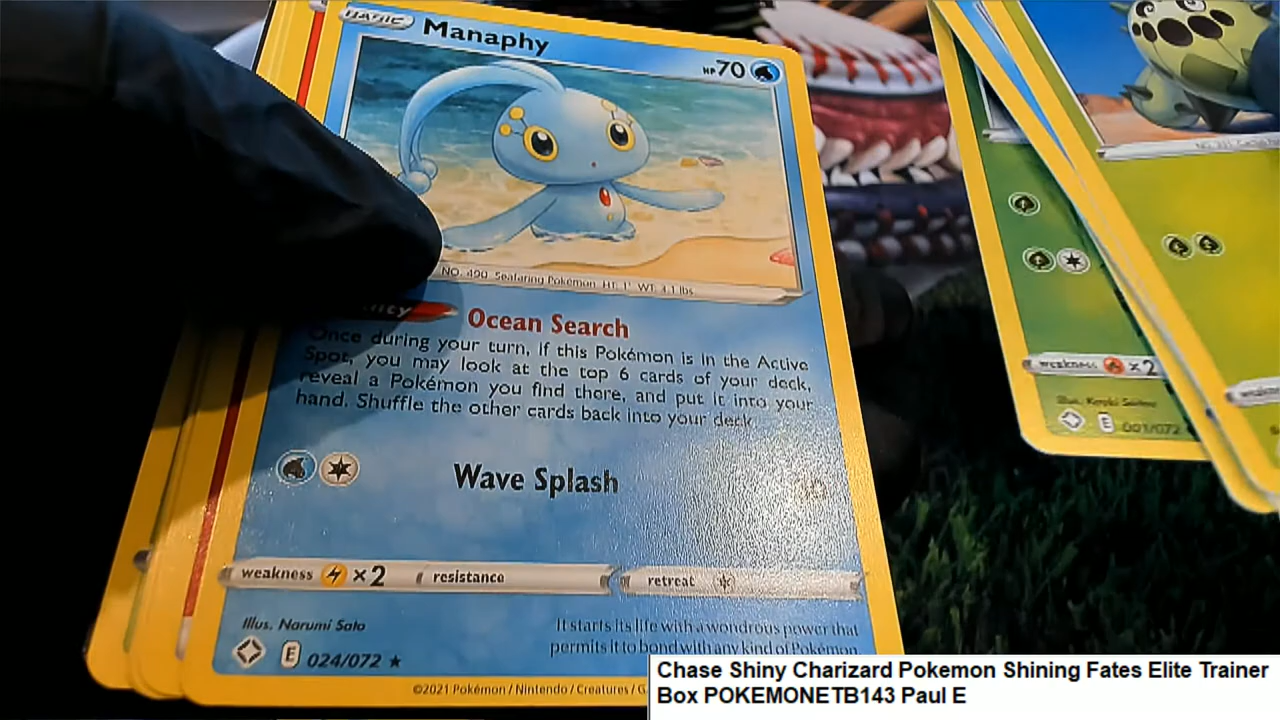 BASIC Manaphy HP 70
NO. 490 Seafaring Pokémon HT: 1' WT: 3.1 lbs
Ocean Search
Once during your turn, if this Pokémon is in the Active
Spot, you may look at the top 6 cards of your deck,
reveal a Pokémon you find there, and put it into your
hand. Shuffle the other cards back into your deck.
Wave Splash
weakness ×2 resistance retreat
Illus. Narumi Sato
It starts its life with a wondrous power that
permits it to bond with any kind of Pokémon.
E 024/072 ★
©2021 Pokémon / Nintendo / Creatures / G
weakness ×2
E 001/072
Chase Shiny Charizard Pokemon Shining Fates Elite Trainer
Box POKEMONETB143 Paul E